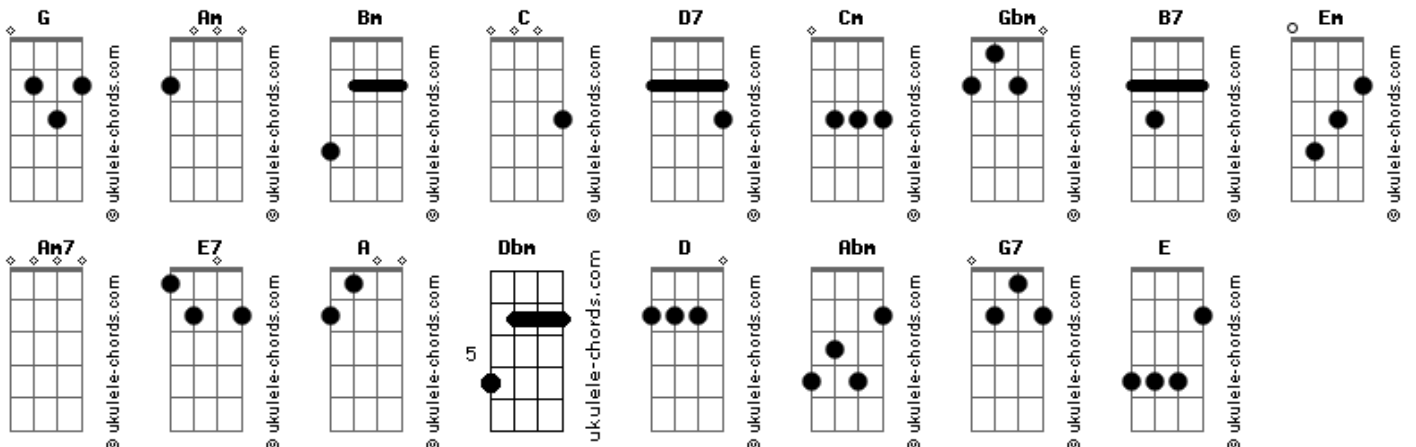 G Am Bm C D7 Cm Gbm B7 Em
© ukulele-chords.com © ukulele-chords.com © ukulele-chords.com © ukulele-chords.com © ukulele-chords.com © ukulele-chords.com © ukulele-chords.com © ukulele-chords.com © ukulele-chords.com
Am7 E7 A Dbm D Abm G7 E
5
© ukulele-chords.com © ukulele-chords.com © ukulele-chords.com ukulele-chords.com © ukulele-chords.com © ukulele-chords.com © ukulele-chords.com © ukulele-chords.com